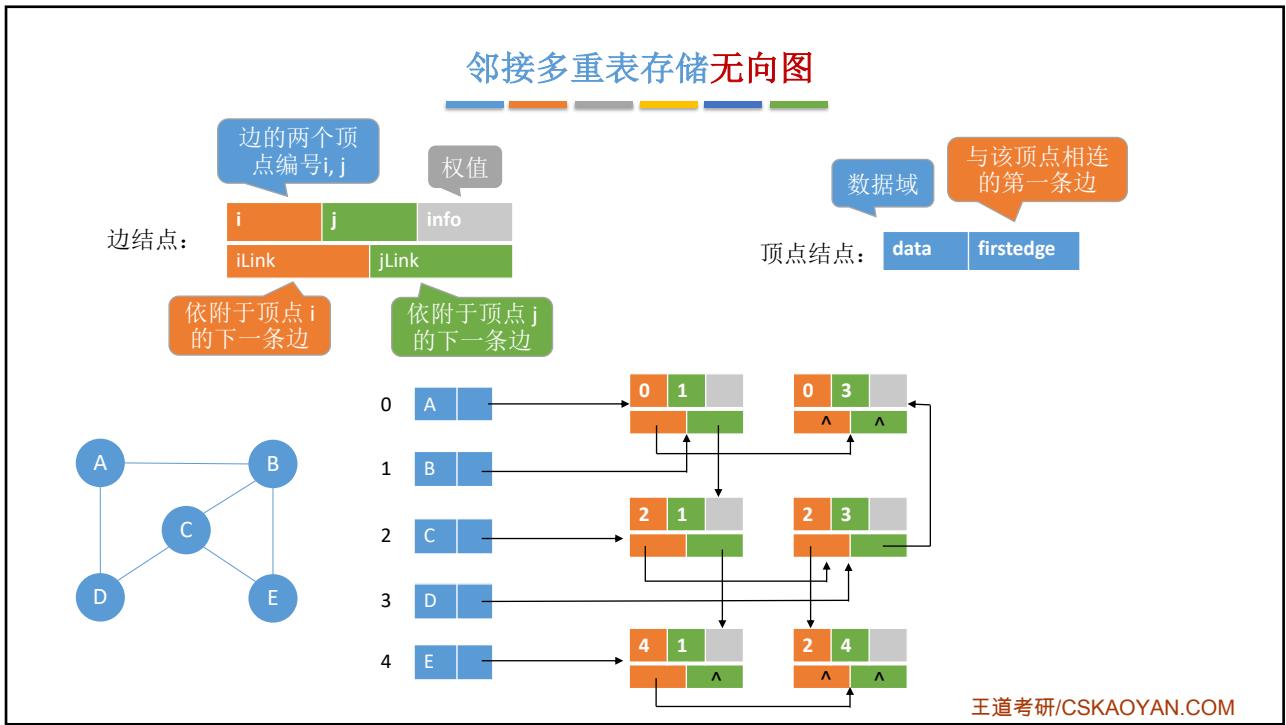 邻接多重表存储无向图
边的两个顶
点编号i, j
权值
边结点：
i j info
iLink jLink
依附于顶点 i
的下一条边
依附于顶点 j
的下一条边
数据域
与该顶点相连
的第一条边
顶点结点：
data firstedge
A B
C
D E
0 A
1 B
2 C
3 D
4 E
0 1
0 3
^ ^
2 1
2 3
4 1
^
2 4
^ ^
王道考研/CSKAOYAN.COM